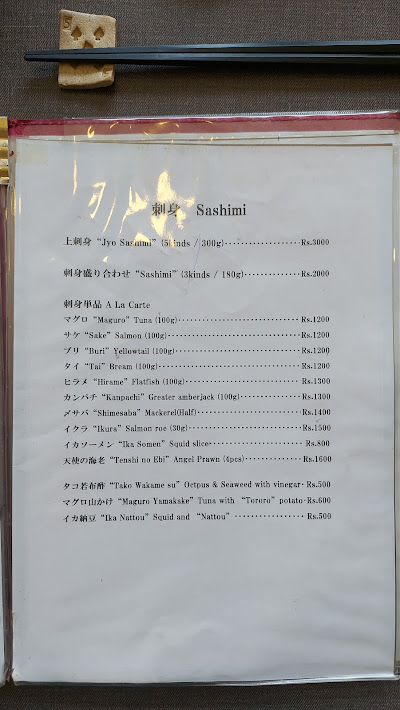 刺身 Sashimi
上刺身 "Jyo Sashimi" (5kinds / 300g)··················Rs.3000
刺身盛り合わせ "Sashimi" (3kinds / 180g)··············Rs.2000
刺身単品 A La Carte
マグロ "Maguro" Tuna (100g)······························Rs.1200
サケ "Sake" Salmon (100g)································Rs.1200
ブリ "Buri" Yellowtail (100g)······························Rs.1200
タイ "Tai" Bream (100g)··································Rs.1200
ヒラメ "Hirame" Flatfish (100g)····························Rs.1300
カンパチ "Kanpachi" Greater amberjack (100g)··············Rs.1300
〆サバ "Shimesaba" Mackerel(Half)··························Rs.1400
イクラ "Ikura" Salmon roe (30g)····························Rs.1500
イカソーメン "Ika Somen" Squid slice························Rs.800
天使の海老 "Tenshi no Ebi" Angel Prawn (4pcs)··············Rs.1600
タコ若布酢 "Tako Wakame su" Octpus & Seaweed with vinegar·Rs.500
マグロ山かけ "Maguro Yamakake" Tuna with "Tororo" potato·Rs.600
イカ納豆 "Ika Nattou" Squid and "Nattou" ·················Rs.500